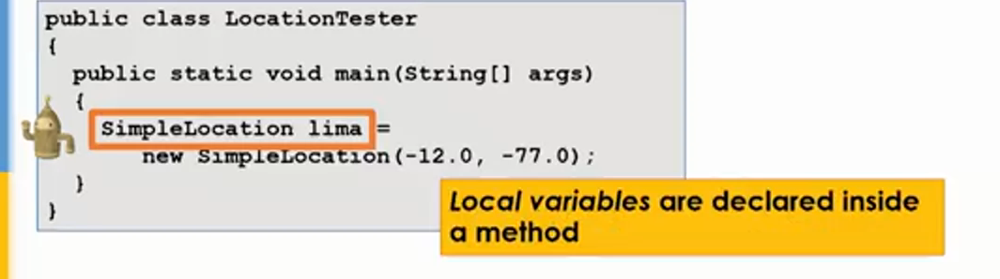 public class LocationTester
{
public static void main(String[] args)
{
SimpleLocation lima =
new SimpleLocation(-12.0, -77.0);
}
}
Local variables are declared inside
a method